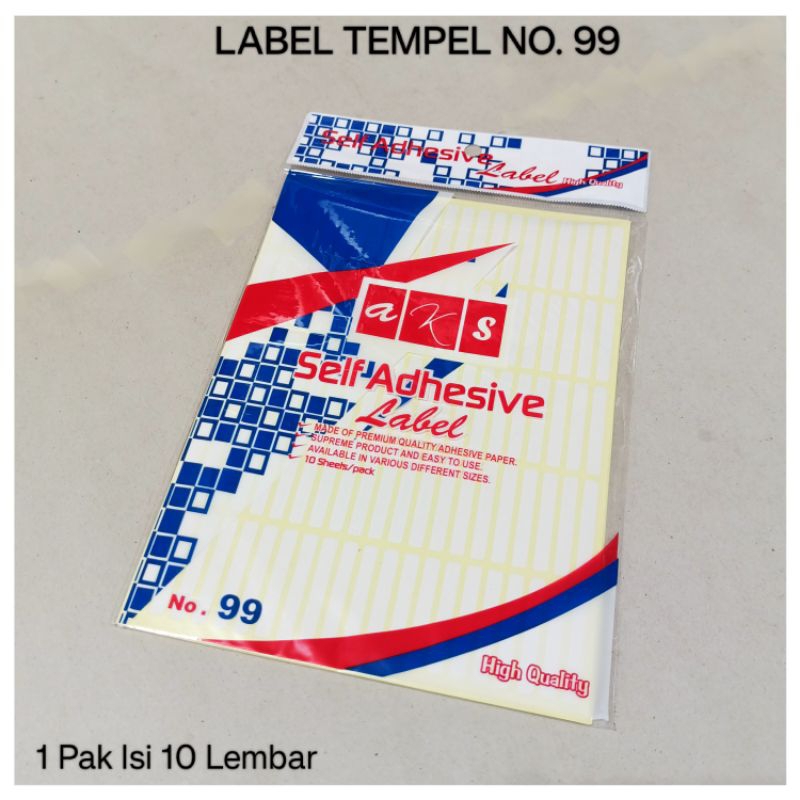 LABEL TEMPEL NO. 99
Self Adhesive
Label High Quality
aKs
Self Adhesive
Label
MADE OF PREMIUM QUALITY ADHESIVE PAPER.
SUPREME PRODUCT AND EASY TO USE.
AVAILABLE IN VARIOUS DIFFERENT SIZES.
10 Sheets/pack
No. 99
High Quality
1 Pak Isi 10 Lembar